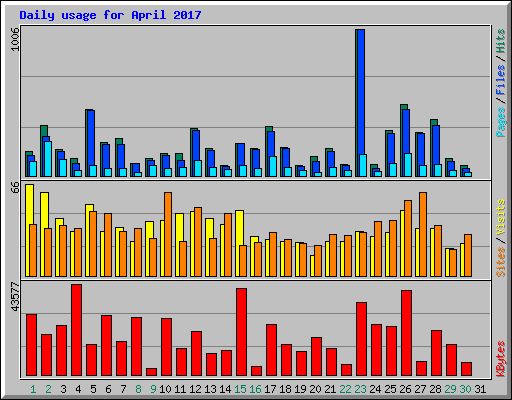 Daily usage for April 2017
1006
Pages / Files / Hits
66
Sites / Visits
43577
KBytes
1 2 3 4 5 6 7 8 9 10 11 12 13 14 15 16 17 18 19 20 21 22 23 24 25 26 27 28 29 30 31